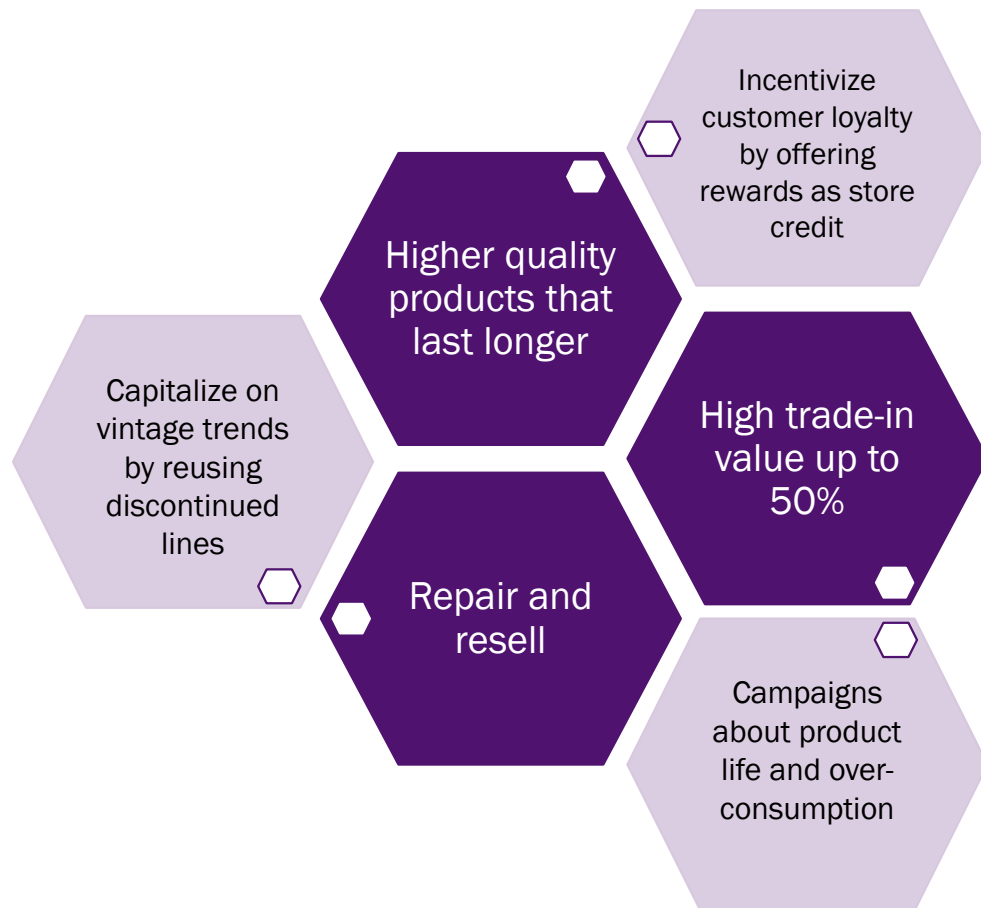 Incentivize
customer loyalty
by offering
rewards as store
credit
Higher quality
products that
last longer
Capitalize on
vintage trends
by reusing
discontinued
lines
High trade-in
value up to
50%
Repair and
resell
Campaigns
about product
life and over-
consumption